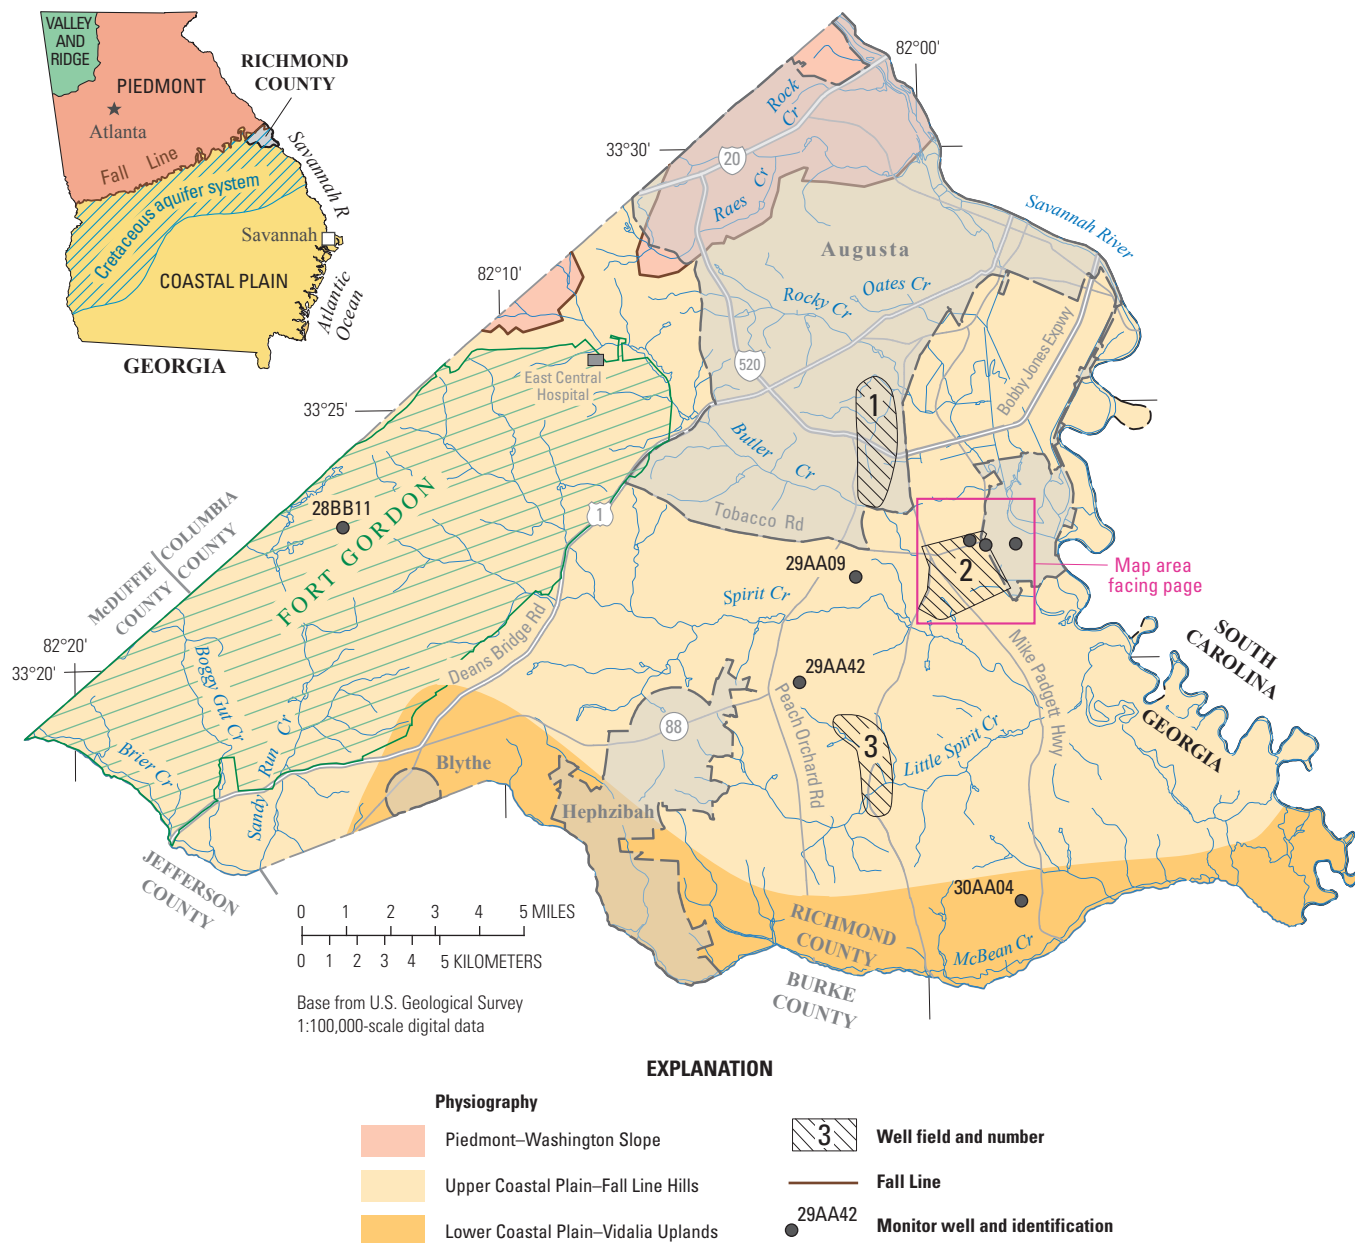 VALLEY
AND
RIDGE
PIEDMONT
Atlanta
RICHMOND
COUNTY
Fall Line
Savannah R
Cretaceous aquifer system
Savannah
COASTAL PLAIN
Atlantic
Ocean
GEORGIA
82°00'
33°30'
Rock
Cr
20
Raes Cr
Savannah River
Augusta
82°10'
Rocky Cr
Oates Cr
East Central
Hospital
520
Bobby Jones Expwy
33°25'
1
Butler Cr
28BB11
FORT GORDON
McDUFFIE
COUNTY
COLUMBIA
COUNTY
1
Tobacco Rd
29AA09
2
Map area
facing page
Spirit Cr
Deans Bridge Rd
82°20'
33°20'
Boggy Gut Cr
29AA42
Mike Padgett Hwy
SOUTH
CAROLINA
GEORGIA
88
Peach Orchard Rd
3
Little Spirit Cr
Brier Cr
Sandy Run Cr
Blythe
Hephzibah
JEFFERSON
COUNTY
30AA04
RICHMOND
COUNTY
McBean Cr
BURKE
COUNTY
0 1 2 3 4 5 MILES
0 1 2 3 4 5 KILOMETERS
Base from U.S. Geological Survey
1:100,000-scale digital data
EXPLANATION
Physiography
Piedmont–Washington Slope
Upper Coastal Plain–Fall Line Hills
Lower Coastal Plain–Vidalia Uplands
3 Well field and number
Fall Line
29AA42 Monitor well and identification